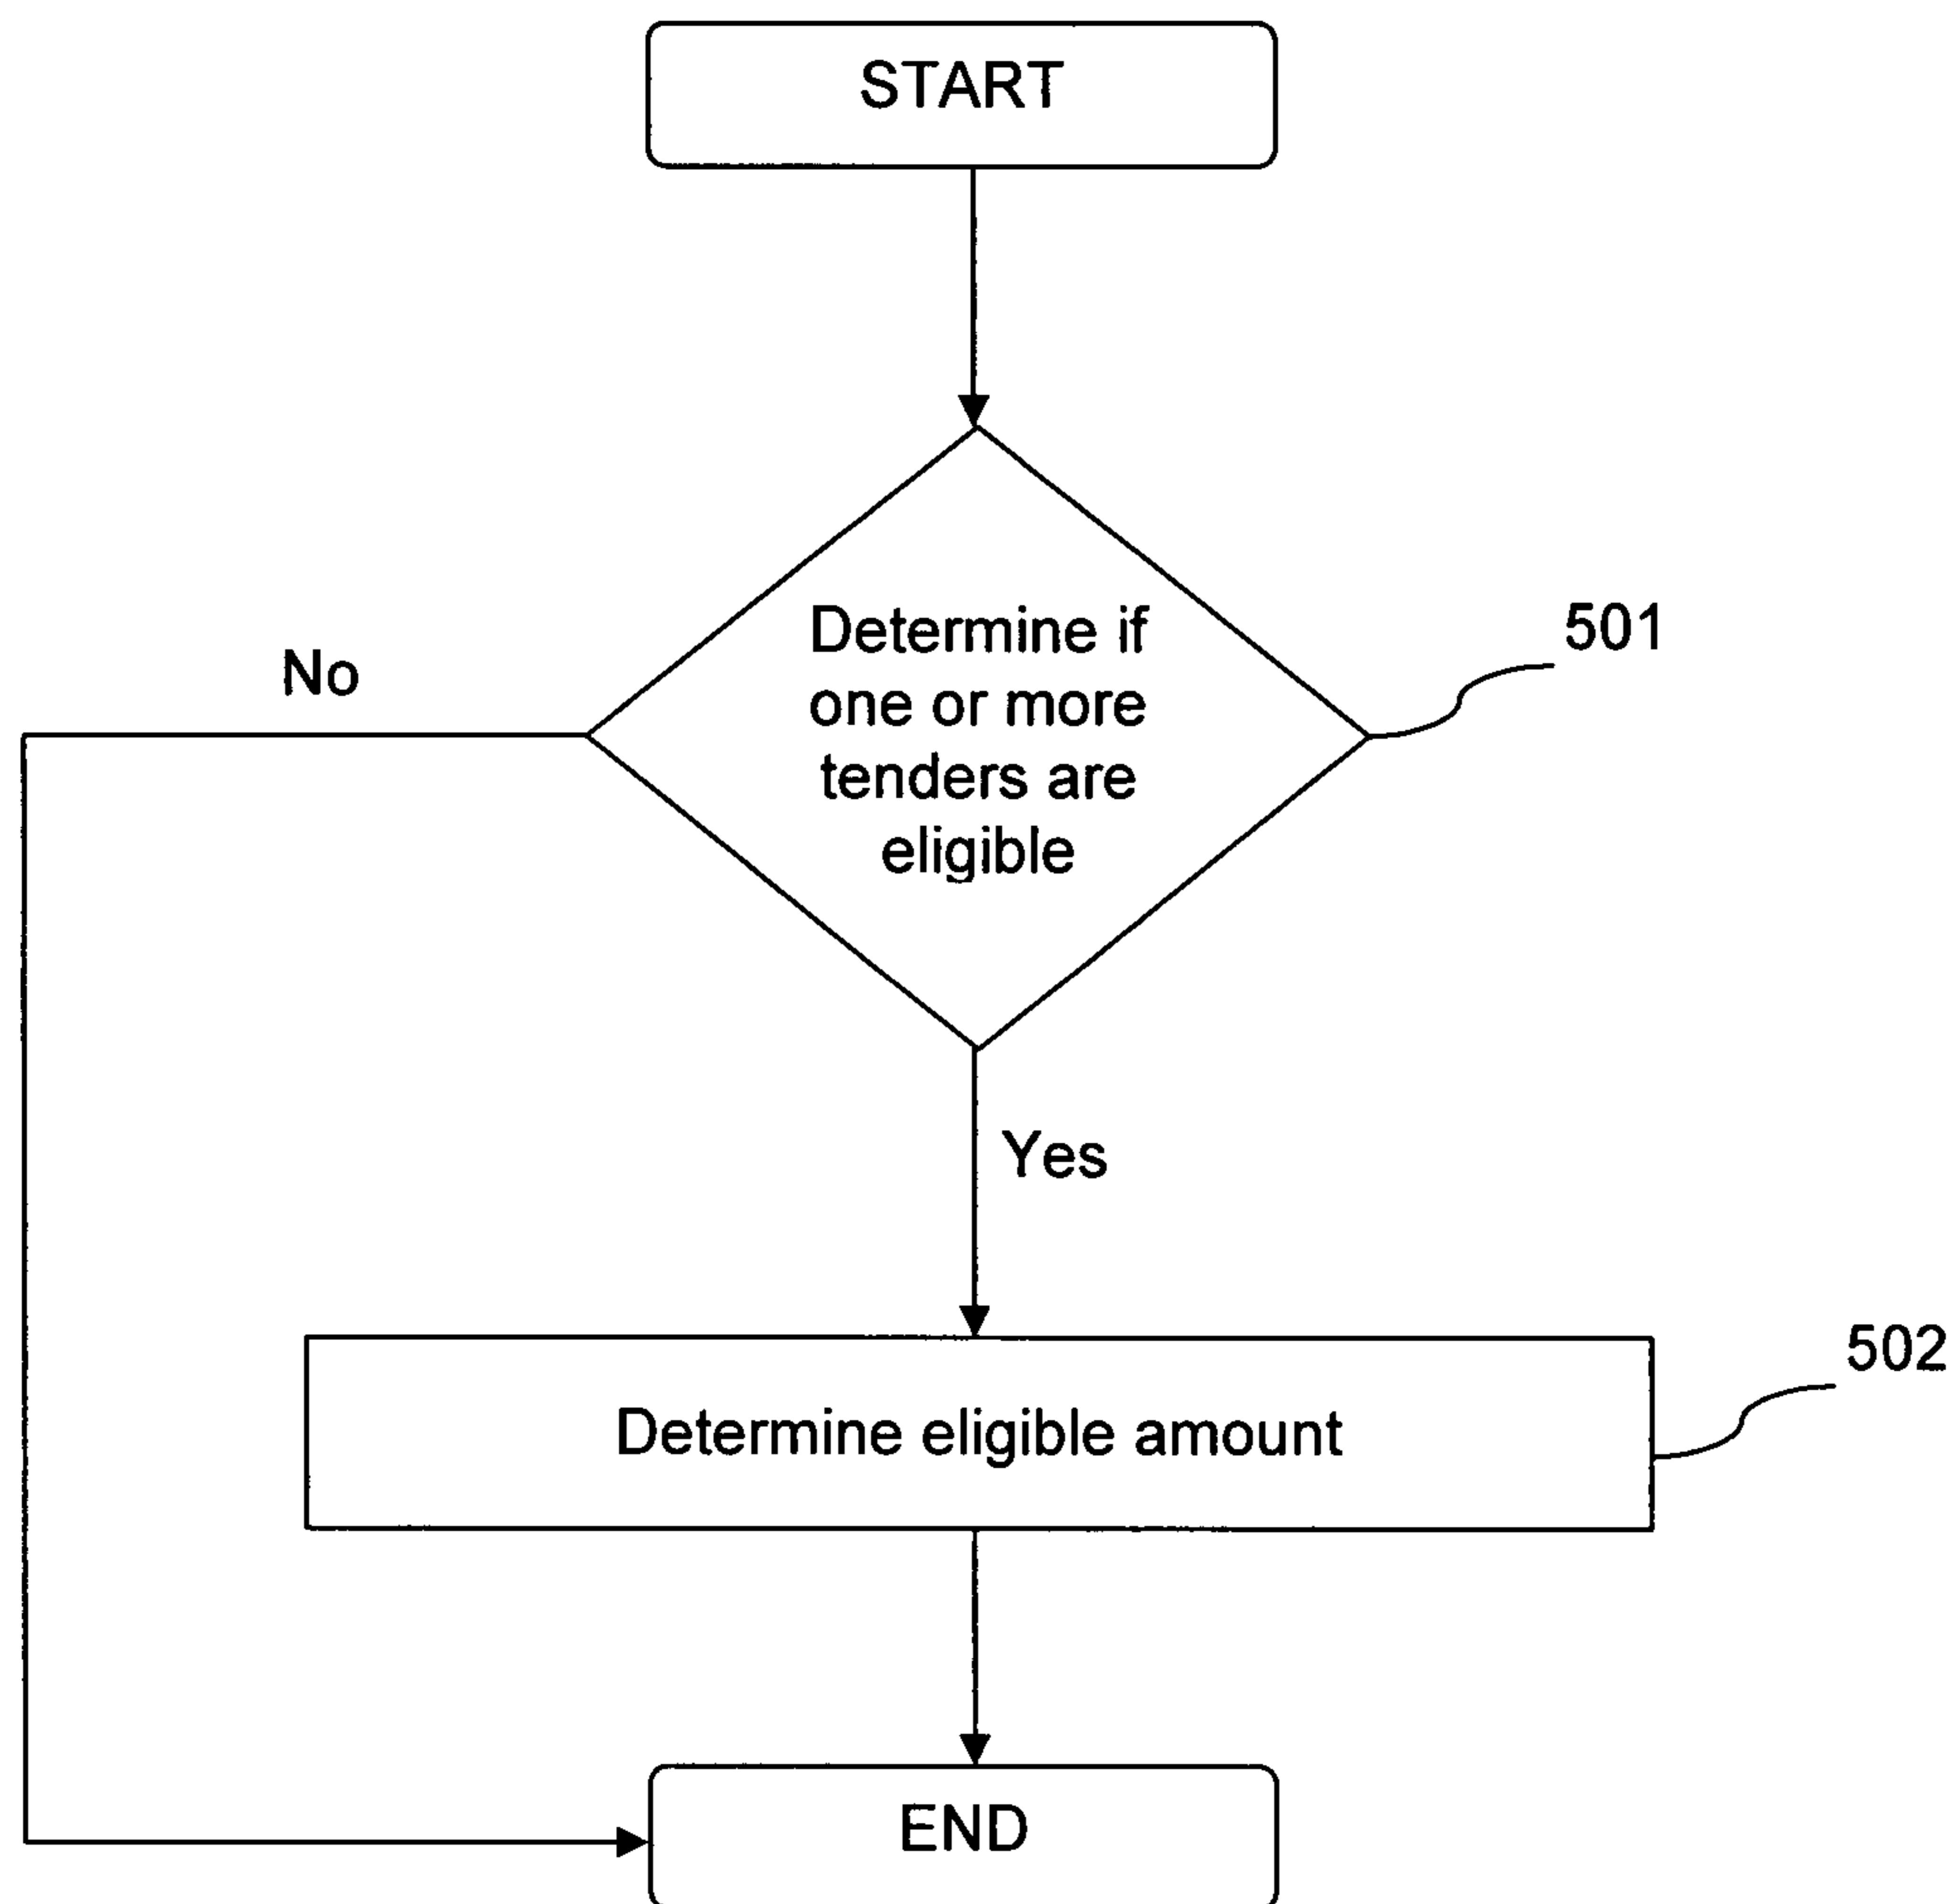 START
Determine if
one or more
tenders are
eligible
501
No
Yes
Determine eligible amount
502
END